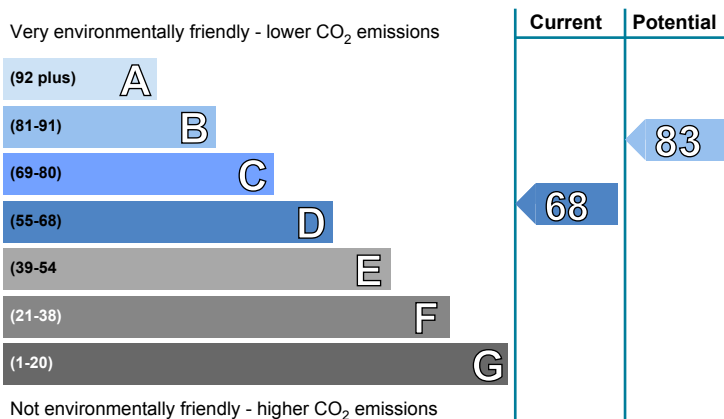 Current Potential
Very environmentally friendly - lower CO2 emissions
(92 plus) A
(81-91) B
83
(69-80) C
(55-68) D
68
(39-54 E
(21-38) F
(1-20) G
Not environmentally friendly - higher CO2 emissions